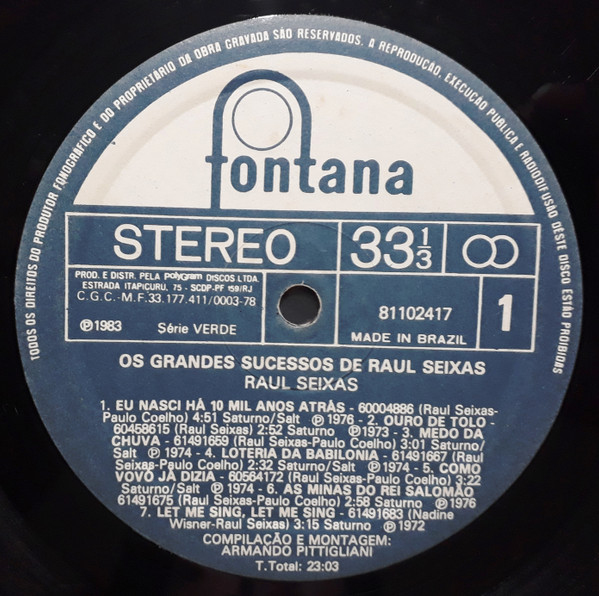 TODOS OS DIREITOS DO PRODUTOR FONOGRÁFICO E DO PROPRIETÁRIO DA OBRA GRAVADA SÃO RESERVADOS. A REPRODUÇÃO, EXECUÇÃO PUBLICA E RADIODIFUSÃO DÊSTE DISCO ESTÃO PROIBIDAS
fontana
STEREO
33 1/3
PROD. E DISTR. PELA polygram DISCOS LTDA.
ESTRADA ITAPICURU, 75 - SCDP-PF 159/RJ
C.G.C.-M.F.33.177.411/0003-78
℗1983 Série VERDE
81102417
MADE IN BRAZIL
1
OS GRANDES SUCESSOS DE RAUL SEIXAS
RAUL SEIXAS
1. EU NASCI HÁ 10 MIL ANOS ATRÁS - 60004886 (Raul Seixas-
Paulo Coelho) 4:51 Saturno/Salt ℗ 1976 - 2. OURO DE TOLO -
60458615 (Raul Seixas) 2:52 Saturno ℗1973 - 3. MEDO DA
CHUVA - 61491659 (Raul Seixas-Paulo Coelho) 3:01 Saturno/
Salt ℗ 1974 - 4. LOTERIA DA BABILONIA - 61491667 (Raul
Seixas-Paulo Coelho) 2:32 Saturno/Salt ℗ 1974 - 5. COMO
VOVÓ JÁ DIZIA - 60564172 (Raul Seixas-Paulo Coelho) 3:22
Saturno/Salt ℗ 1974 - 6. AS MINAS DO REI SALOMÃO
61491675 (Raul Seixas-Paulo Coelho) 2:58 Saturno ℗ 1976
7. LET ME SING, LET ME SING - 61491683 (Nadine
Wisner-Raul Seixas) 3:15 Saturno ℗ 1972
COMPILAÇÃO E MONTAGEM:
ARMANDO PITTIGLIANI
T.Total: 23:03